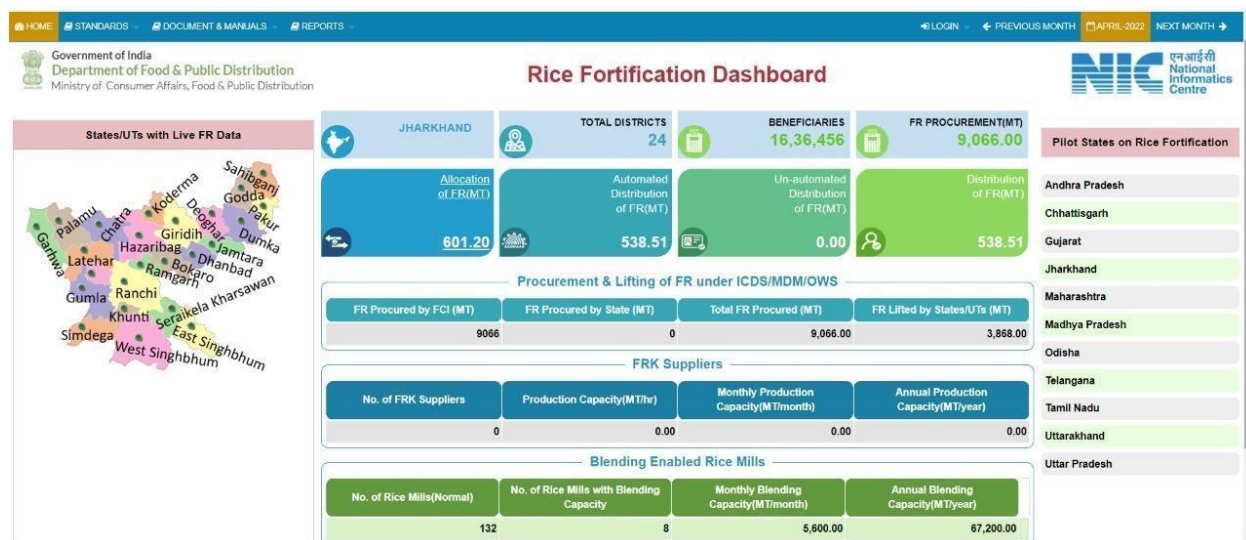 HOME STANDARDS DOCUMENT & MANUALS REPORTS LOGIN PREVIOUS MONTH APRIL-2022 NEXT MONTH
Government of India
Department of Food & Public Distribution
Ministry of Consumer Affairs, Food & Public Distribution
Rice Fortification Dashboard
NIC
एन आई सी
National
Informatics
Centre
States/UTs with Live FR Data
Sahibganj
Godda
Pakur
Koderma
Deoghar
Dumka
Palamu
Chatra
Giridih
Garhwa
Hazaribag
Jamtara
Latehar
Bokaro
Dhanbad
Ramgarh
Gumla
Ranchi
Khunti
Seraikela Kharsawan
Simdega
East Singhbhum
West Singhbhum
JHARKHAND
TOTAL DISTRICTS
24
BENEFICIARIES
16,36,456
FR PROCUREMENT(MT)
9,066.00
Allocation
of FR(MT)
601.20
Automated
Distribution
of FR(MT)
538.51
Un-automated
Distribution
of FR(MT)
0.00
Distribution
of FR(MT)
538.51
Procurement & Lifting of FR under ICDS/MDM/OWS
FR Procured by FCI (MT) FR Procured by State (MT) Total FR Procured (MT) FR Lifted by States/UTs (MT)
9066 0 9,066.00 3,868.00
FRK Suppliers
No. of FRK Suppliers Production Capacity(MT/hr) Monthly Production Capacity(MT/month) Annual Production Capacity(MT/year)
0 0.00 0.00 0.00
Blending Enabled Rice Mills
No. of Rice Mills(Normal) No. of Rice Mills with Blending Capacity Monthly Blending Capacity(MT/month) Annual Blending Capacity(MT/year)
132 8 5,600.00 67,200.00
Pilot States on Rice Fortification
Andhra Pradesh
Chhattisgarh
Gujarat
Jharkhand
Maharashtra
Madhya Pradesh
Odisha
Telangana
Tamil Nadu
Uttarakhand
Uttar Pradesh